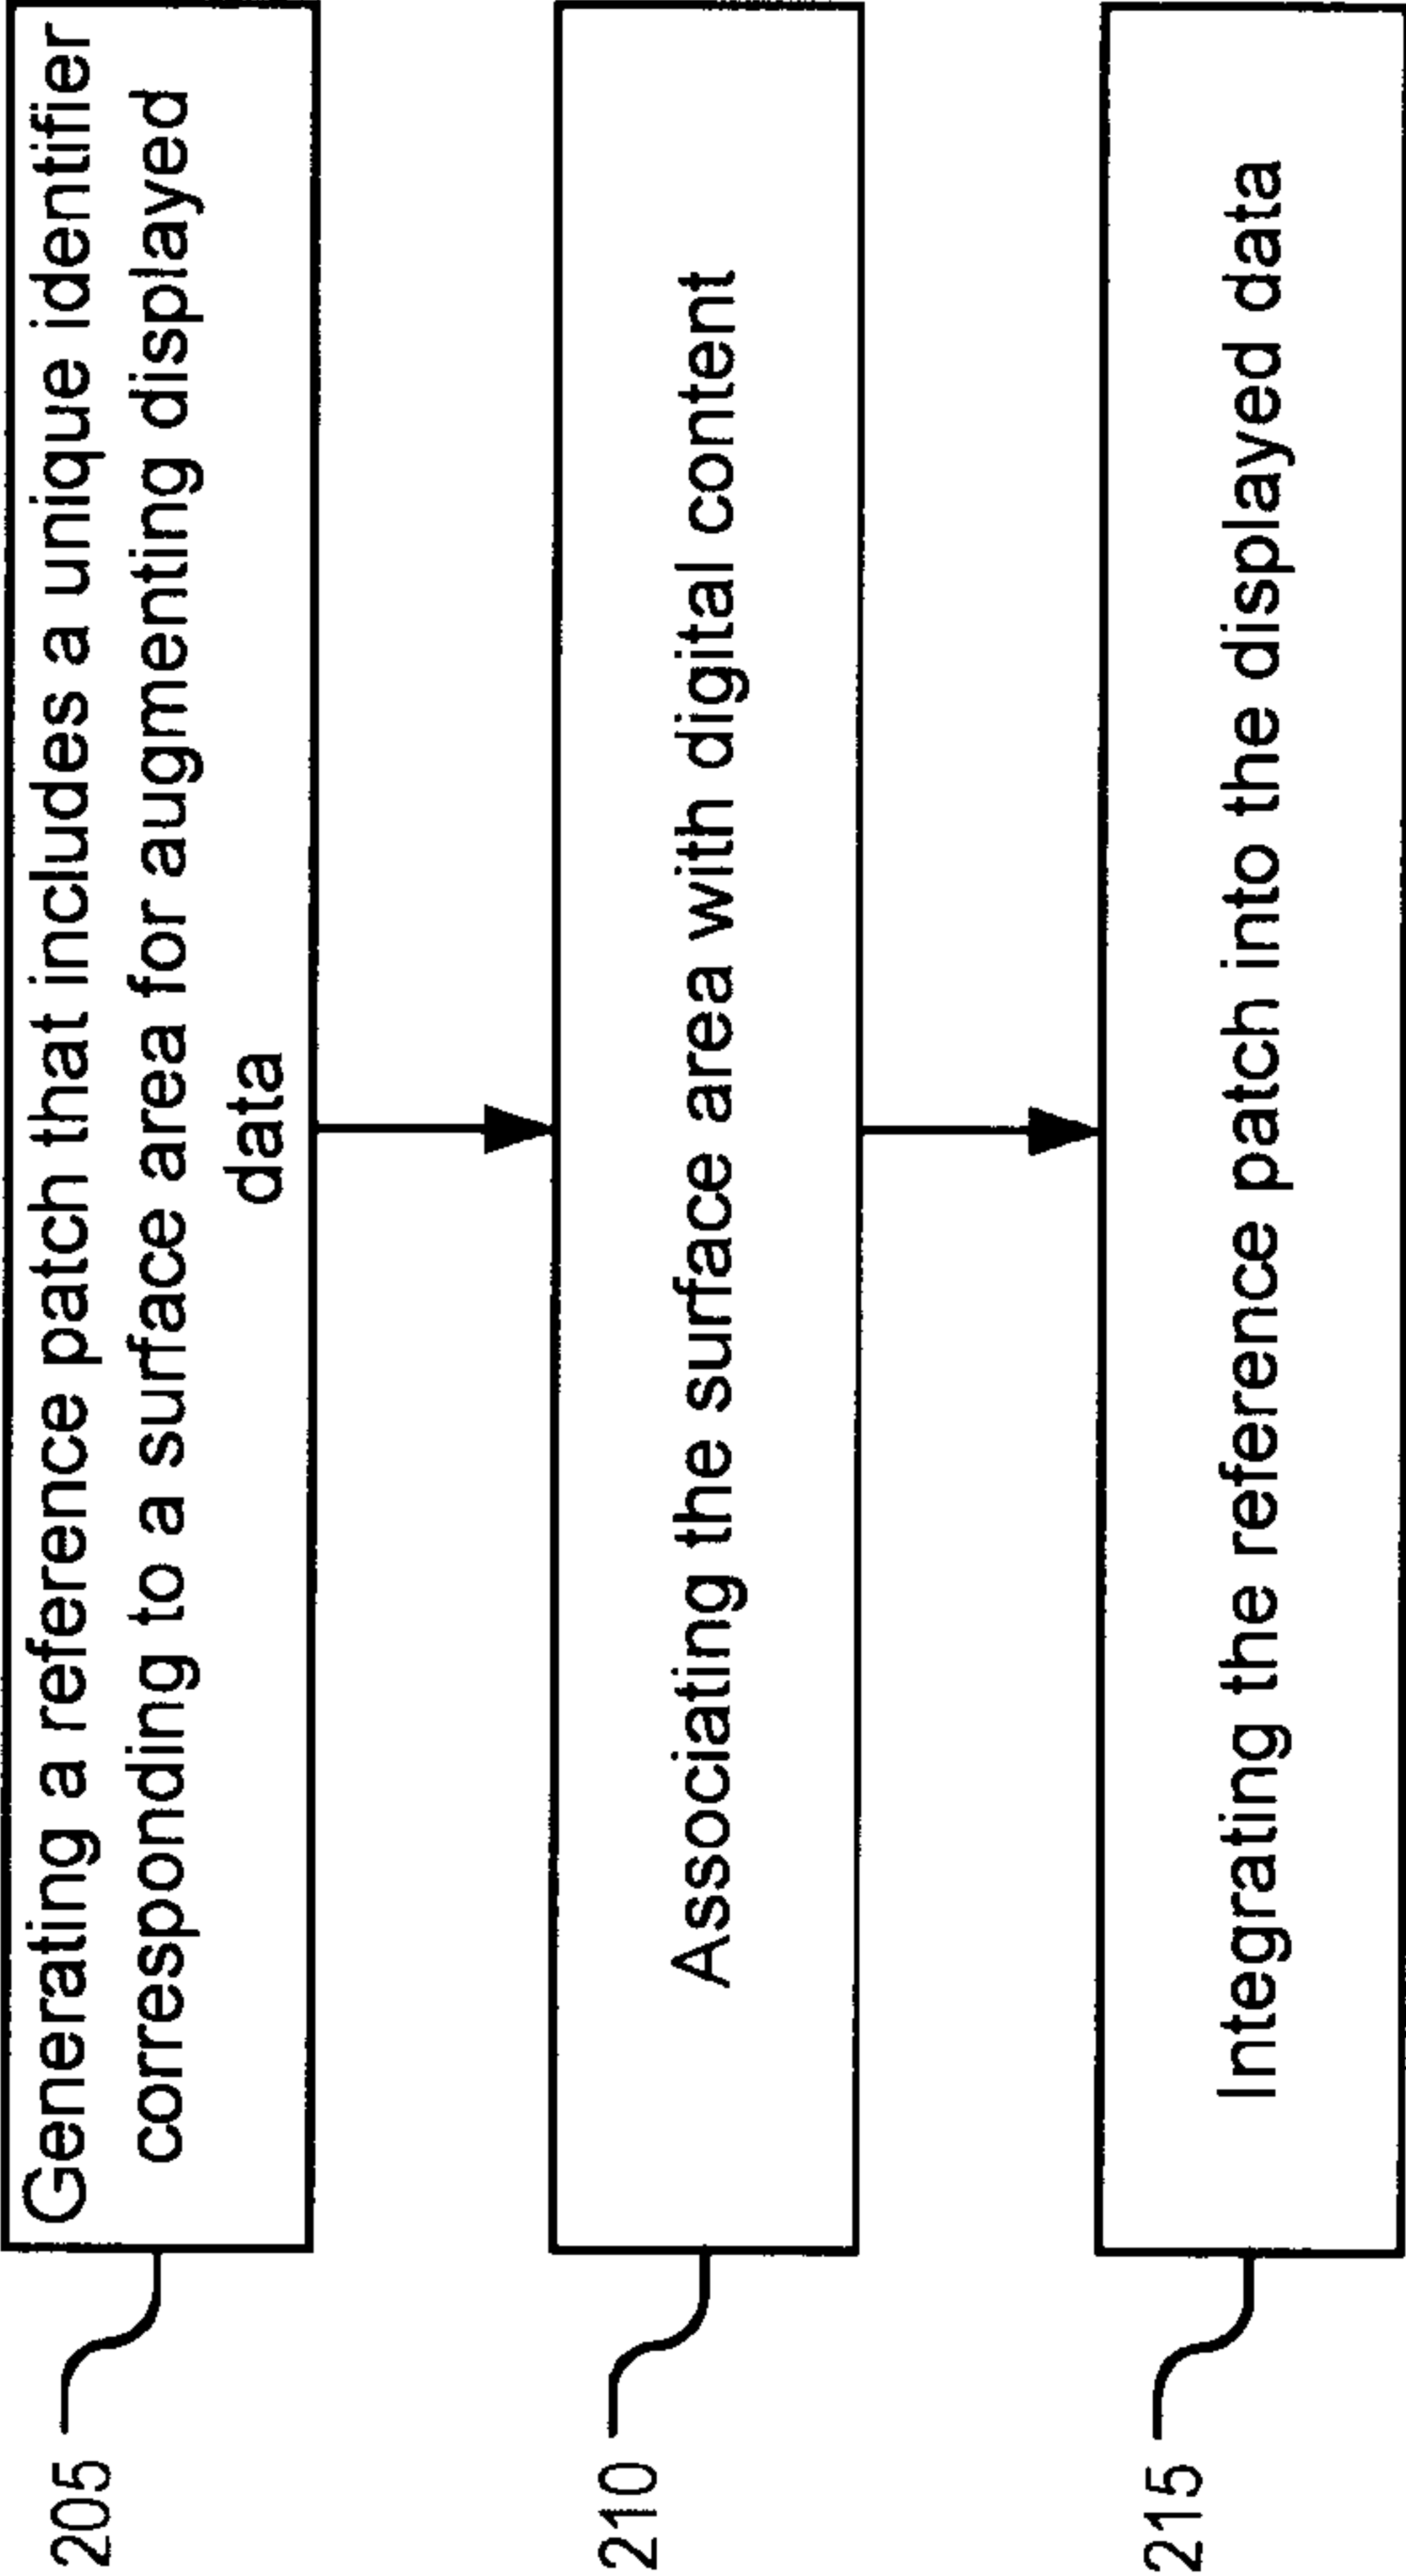 205
Generating a reference patch that includes a unique identifier
corresponding to a surface area for augmenting displayed
data
210
Associating the surface area with digital content
215
Integrating the reference patch into the displayed data